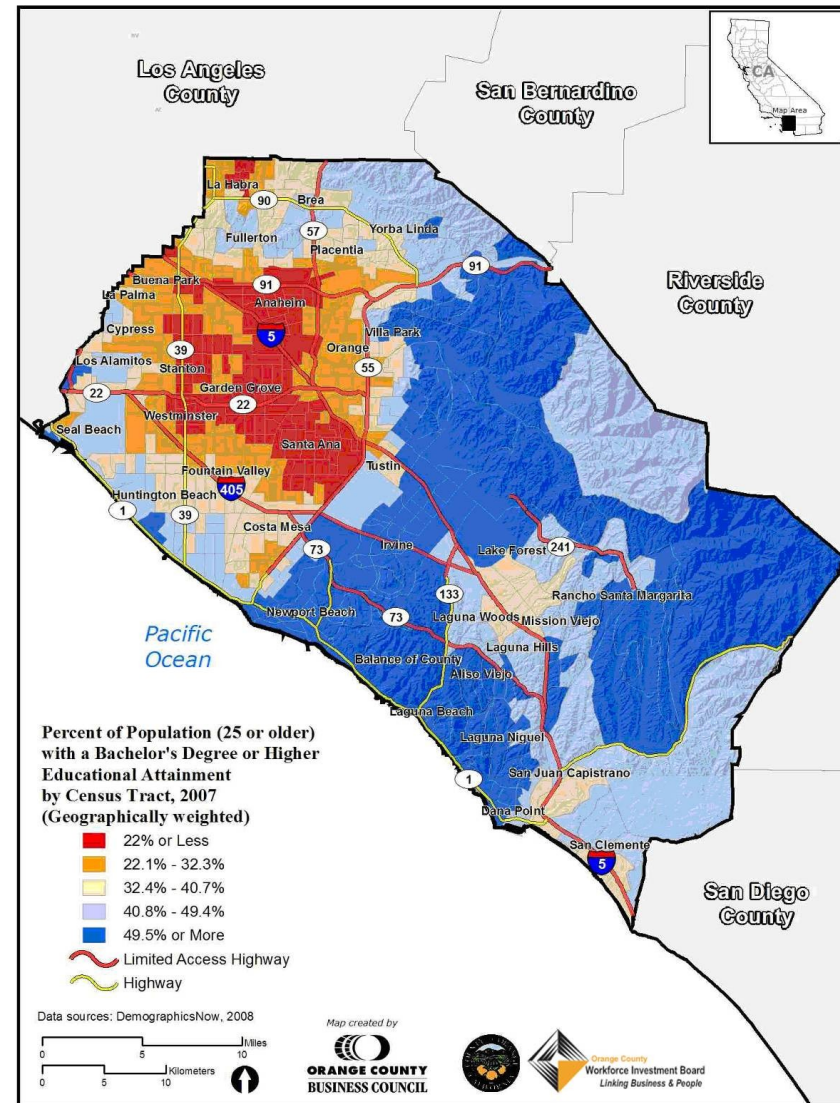 Los Angeles
County
San Bernardino
County
CA
Map Area
La Habra
90
Brea
Fullerton
57
Yorba Linda
Placentia
91
Riverside
County
Buena Park
91
La Palma
Anaheim
Cypress
5
Villa Park
39
Orange
Los Alamitos
Stanton
55
22
Garden Grove
22
Westminster
Seal Beach
Santa Ana
Tustin
Fountain Valley
405
Huntington Beach
1
39
Costa Mesa
73
Irvine
Lake Forest
241
133
Rancho Santa Margarita
Newport Beach
73
Laguna Woods
Mission Viejo
Pacific
Ocean
Laguna Hills
Balance of County
Aliso Viejo
Laguna Beach
Laguna Niguel
1
San Juan Capistrano
Dana Point
San Clemente
5
San Diego
County
Percent of Population (25 or older)
with a Bachelor's Degree or Higher
Educational Attainment
by Census Tract, 2007
(Geographically weighted)
22% or Less
22.1% - 32.3%
32.4% - 40.7%
40.8% - 49.4%
49.5% or More
Limited Access Highway
Highway
Data sources: DemographicsNow, 2008
Miles
0 5 10
Kilometers
0 5 10
Map created by
ORANGE COUNTY
BUSINESS COUNCIL
Orange County
Workforce Investment Board
Linking Business & People